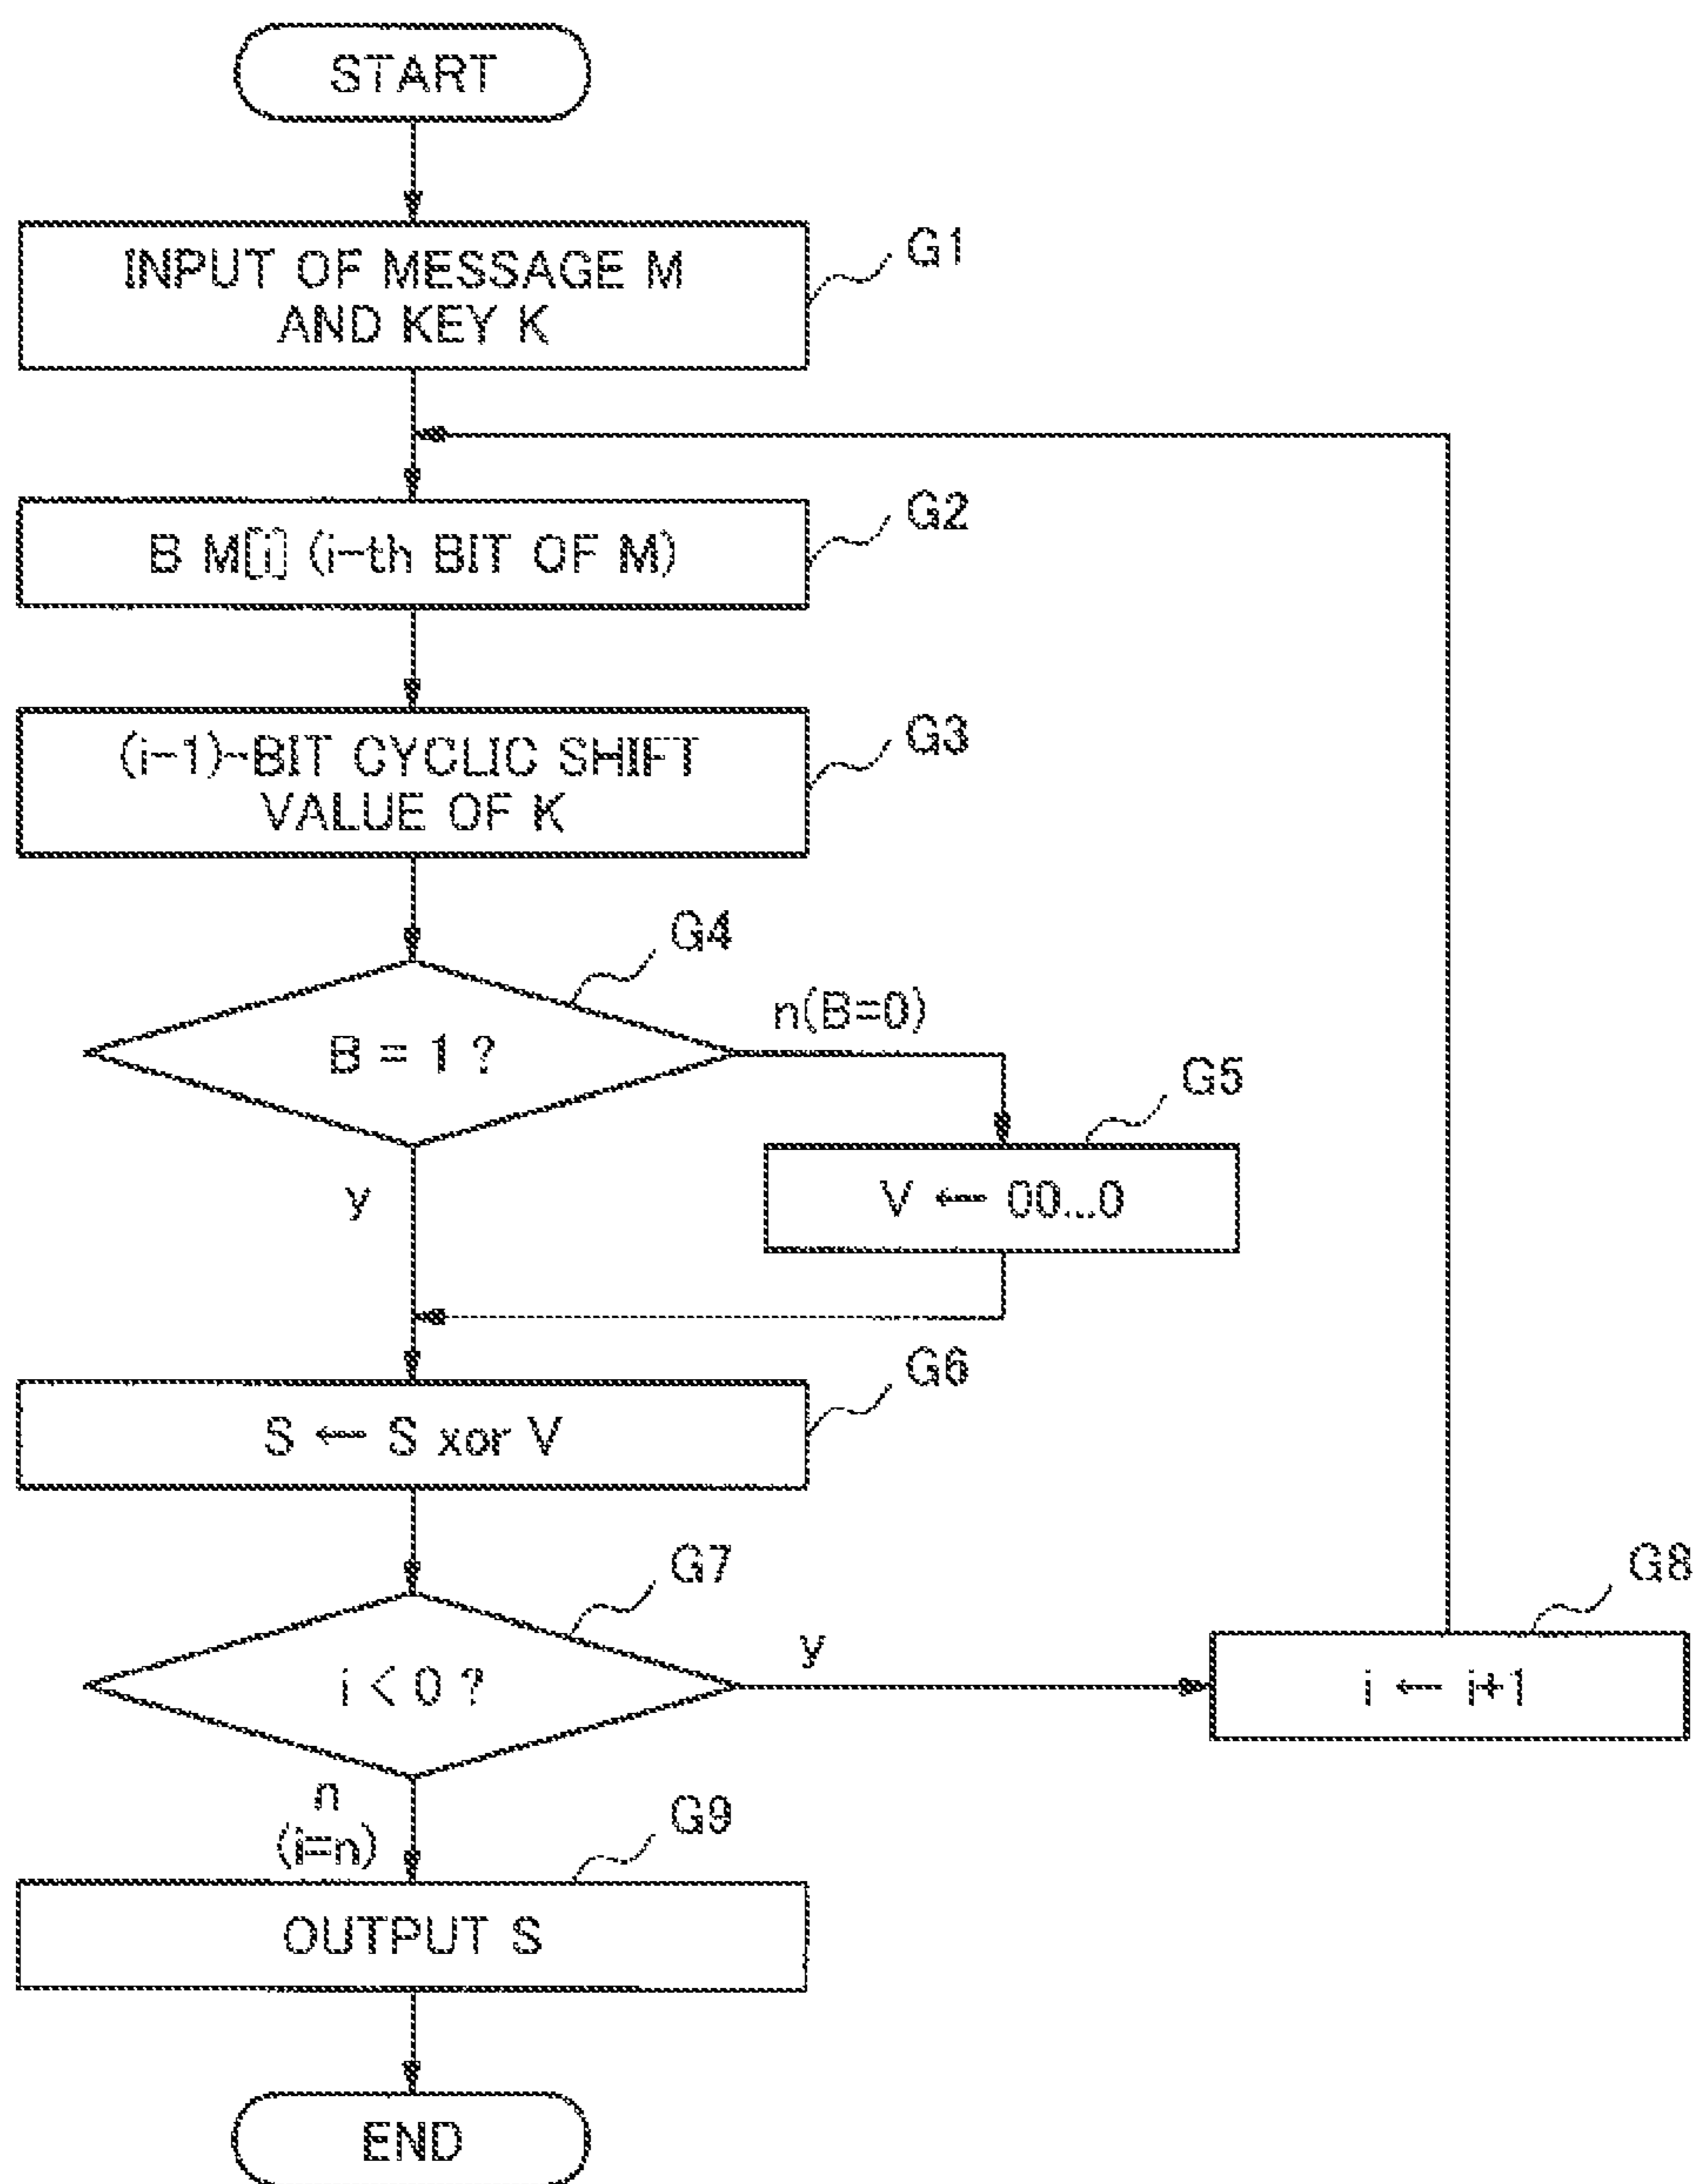 START
INPUT OF MESSAGE M
AND KEY K
G1
B M[i] (i-th BIT OF M)
G2
(i-1)-BIT CYCLIC SHIFT
VALUE OF K
G3
B = 1 ?
G4
n(B=0)
y
V ← 00...0
G5
S ← S xor V
G6
i < 0 ?
G7
y
i ← i+1
G8
n
(i=n)
OUTPUT S
G9
END